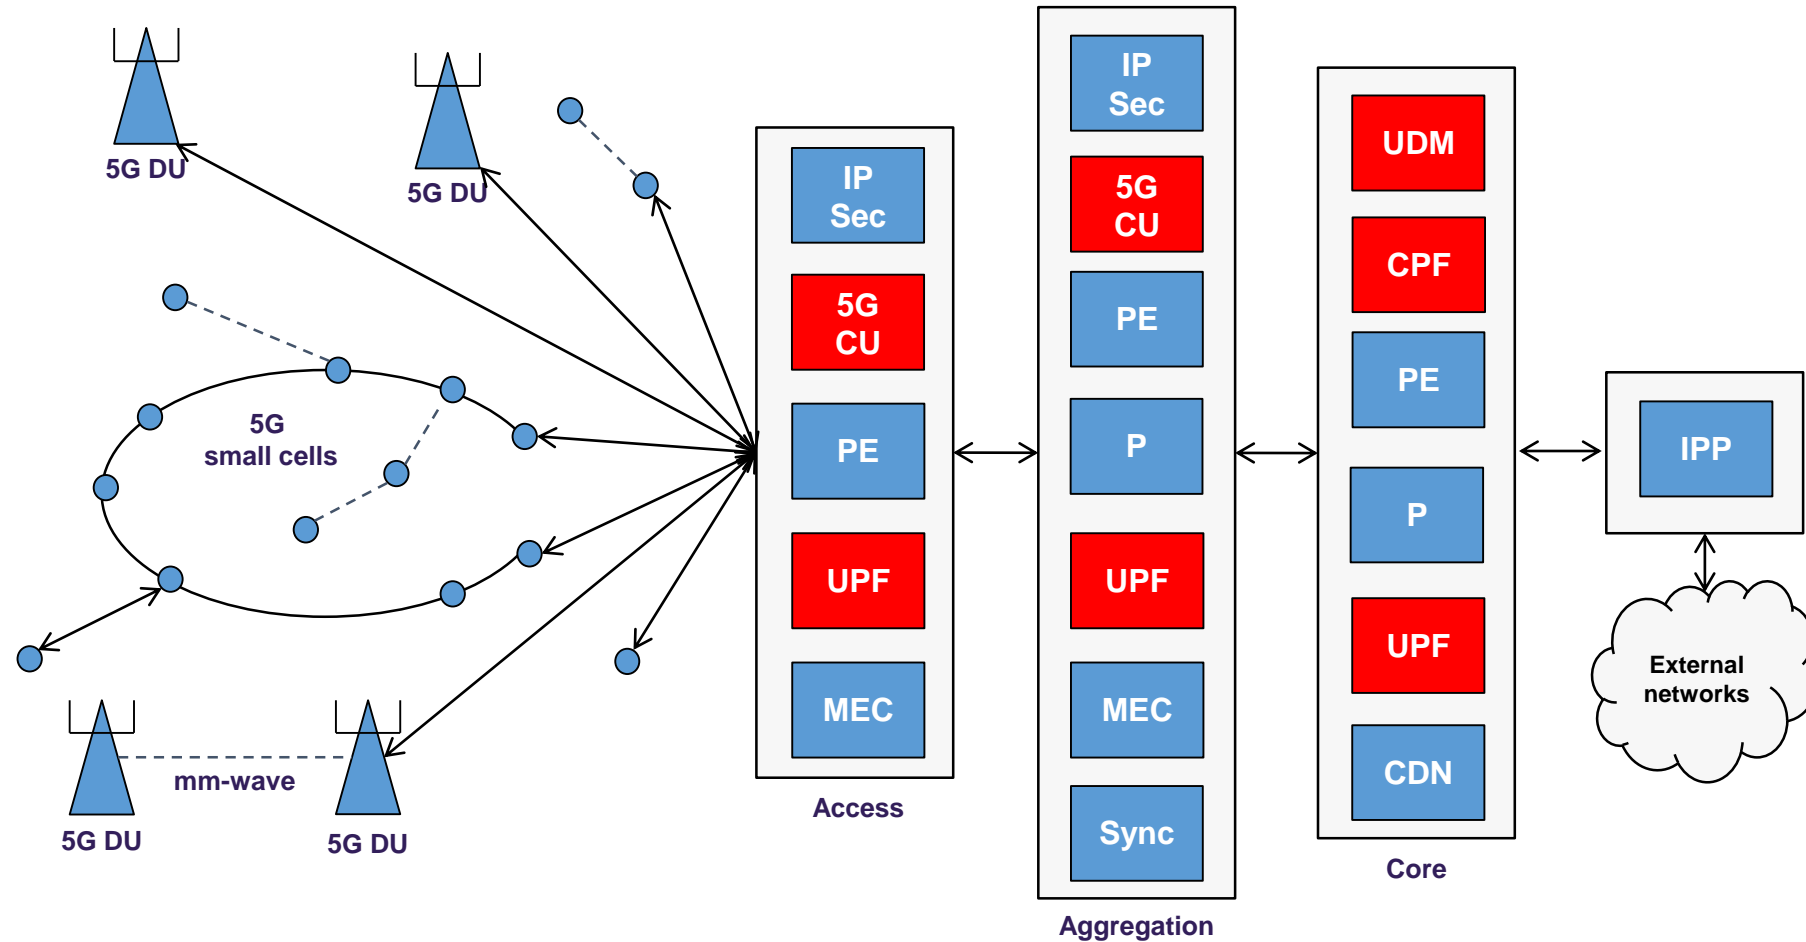 5G DU
5G DU
5G
small cells
mm-wave
5G DU
5G DU
IP
Sec
5G
CU
PE
UPF
MEC
Access
IP
Sec
5G
CU
PE
P
UPF
MEC
Sync
Aggregation
UDM
CPF
PE
P
UPF
CDN
Core
IPP
External
networks